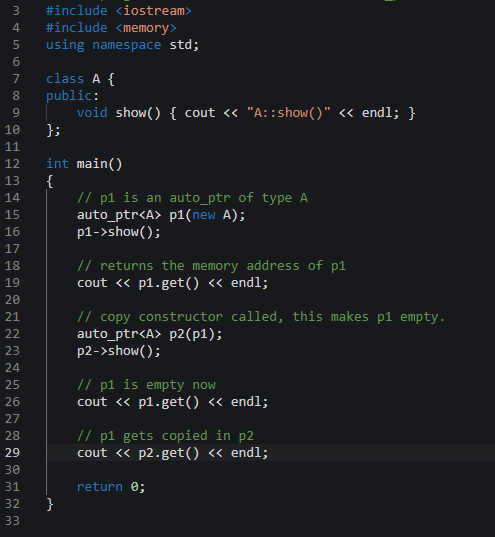 3 #include <iostream>
4 #include <memory>
5 using namespace std;
6
7 class A {
8 public:
9     void show() { cout << "A::show()" << endl; }
10 };
11
12 int main()
13 {
14     // p1 is an auto_ptr of type A
15     auto_ptr<A> p1(new A);
16     p1->show();
17
18     // returns the memory address of p1
19     cout << p1.get() << endl;
20
21     // copy constructor called, this makes p1 empty.
22     auto_ptr<A> p2(p1);
23     p2->show();
24
25     // p1 is empty now
26     cout << p1.get() << endl;
27
28     // p1 gets copied in p2
29     cout << p2.get() << endl;
30
31     return 0;
32 }
33